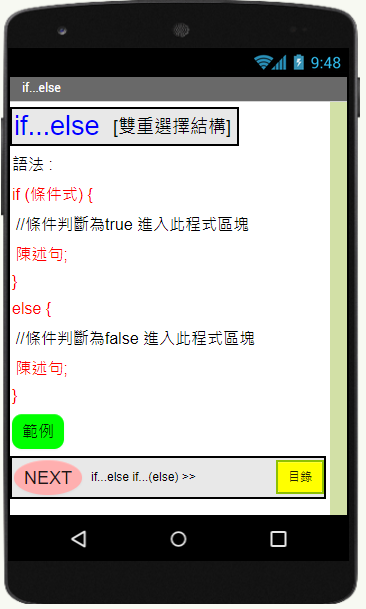 9:48
if...else
if...else [雙重選擇結構]
語法 :
if (條件式) {
//條件判斷為true 進入此程式區塊
陳述句;
}
else {
//條件判斷為false 進入此程式區塊
陳述句;
}
範例
NEXT if...else if...(else) >> 目錄